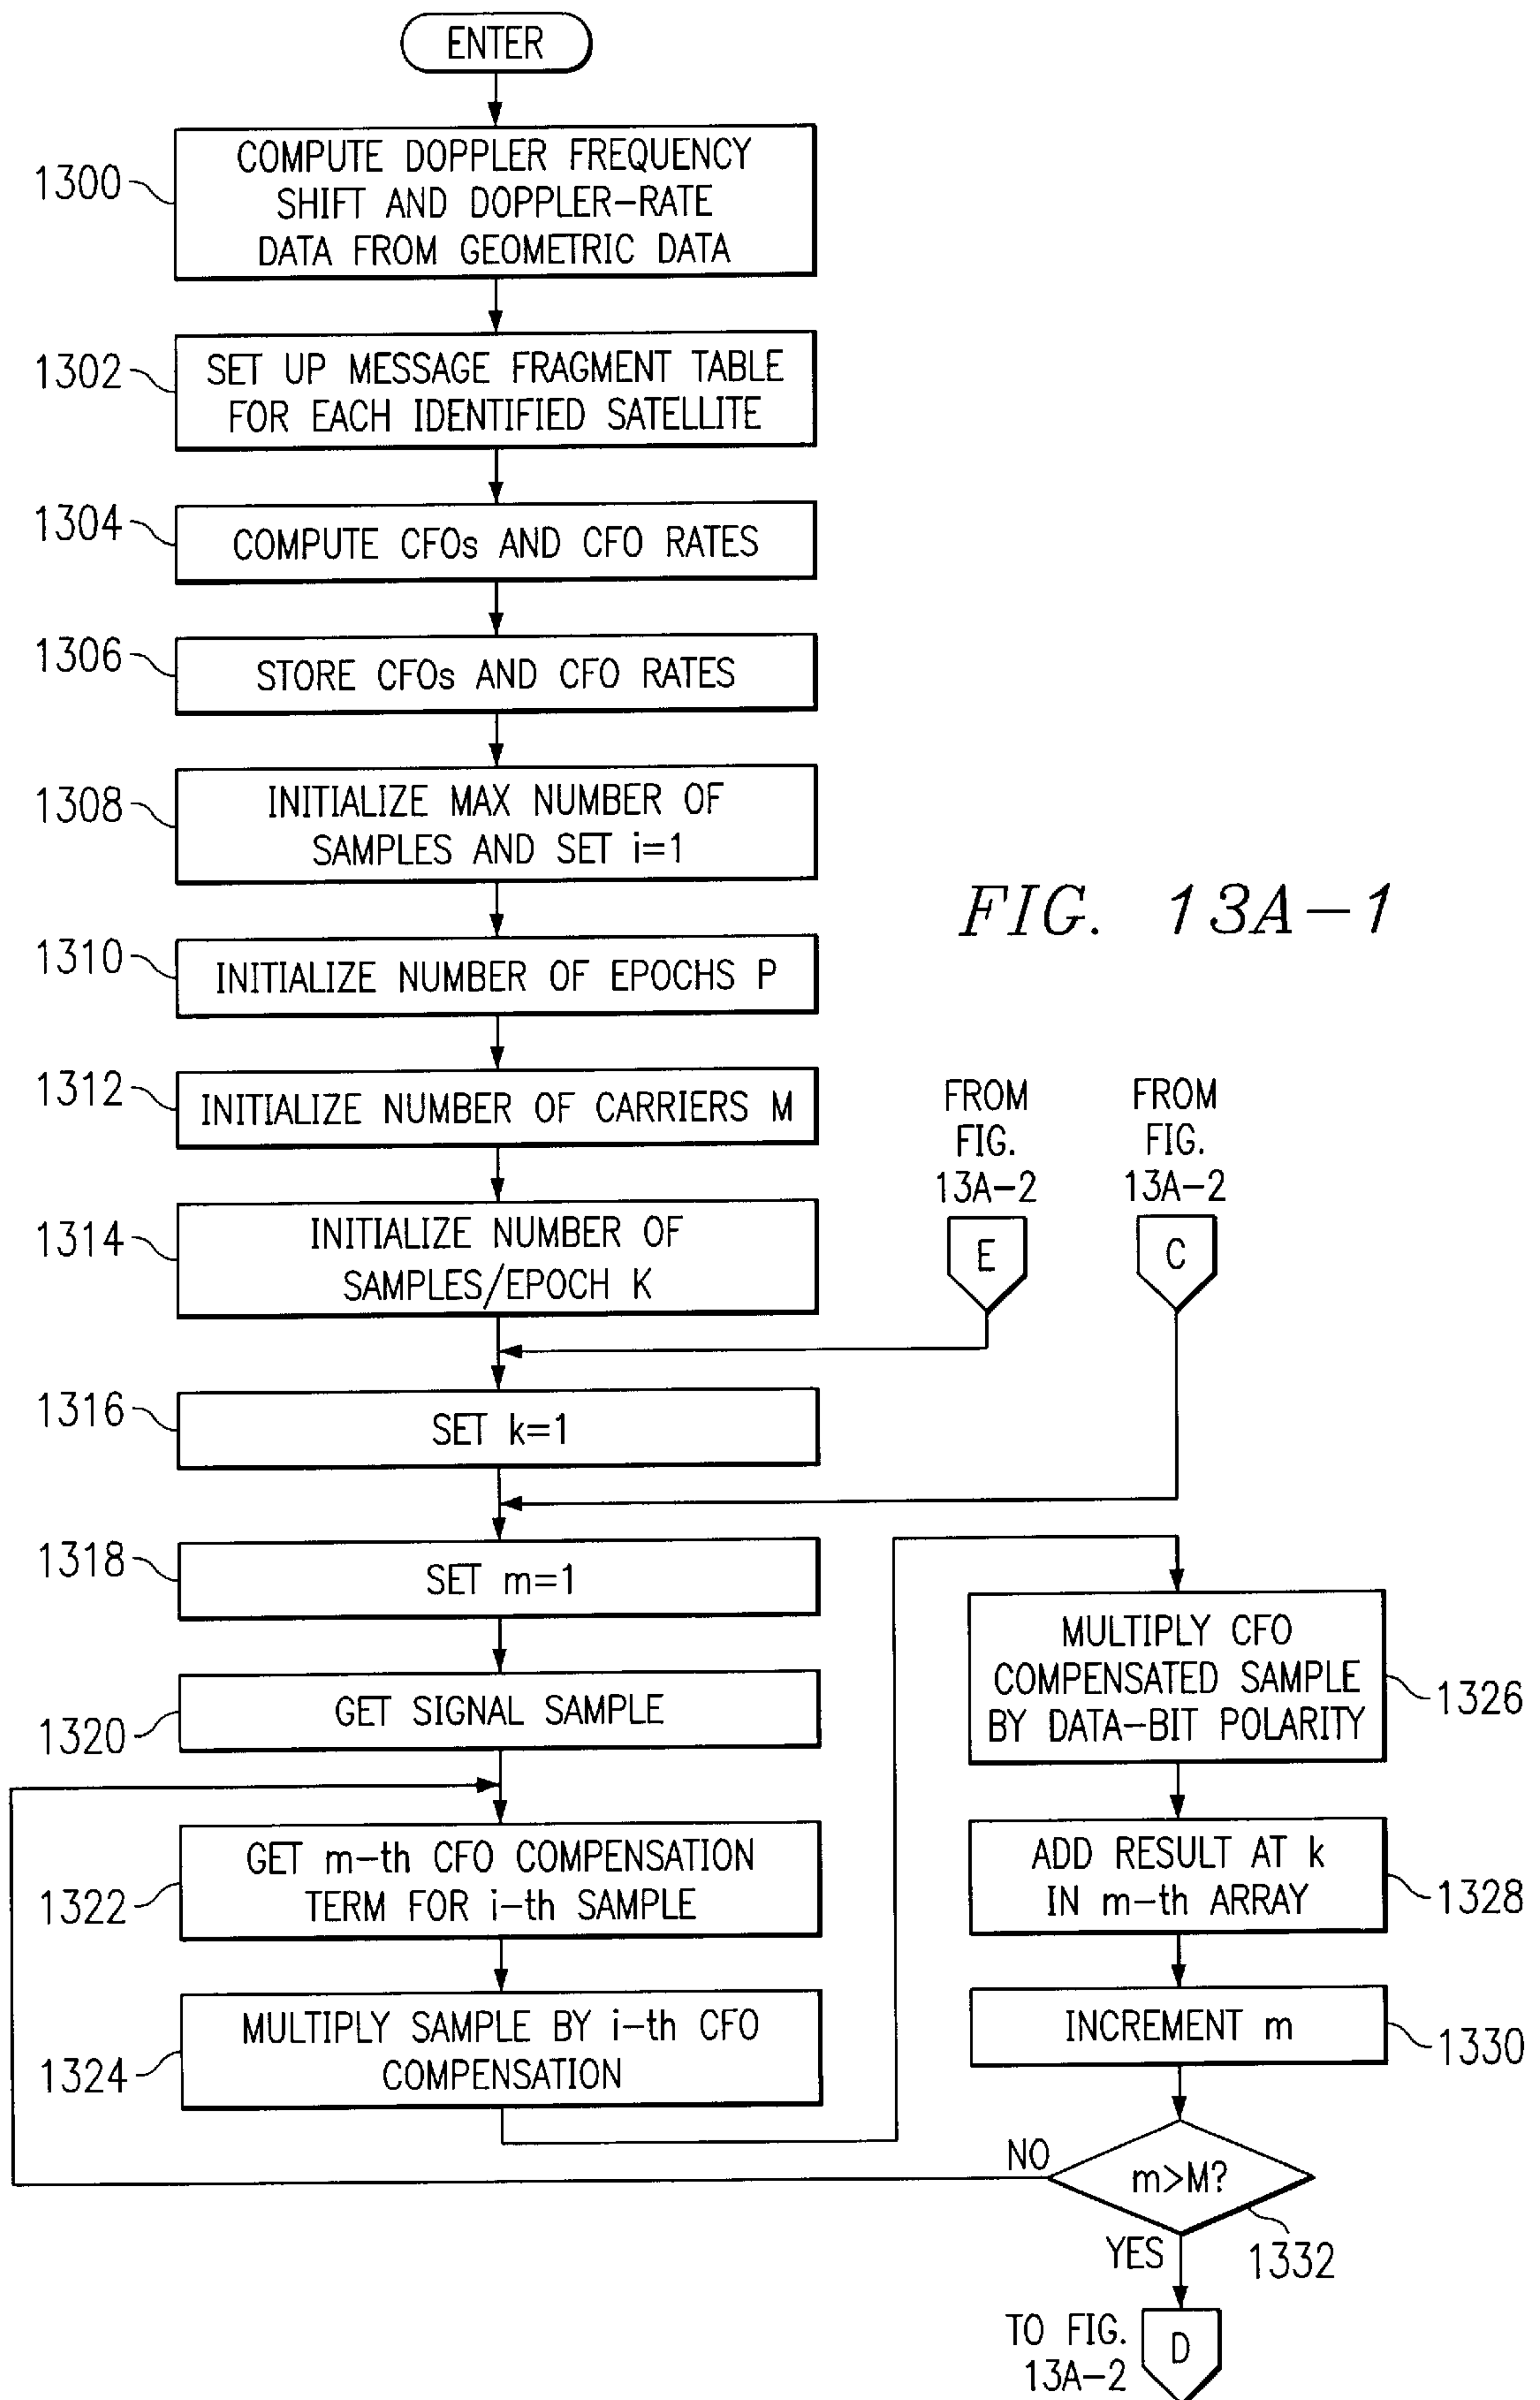 ENTER
1300
COMPUTE DOPPLER FREQUENCY
SHIFT AND DOPPLER-RATE
DATA FROM GEOMETRIC DATA
1302
SET UP MESSAGE FRAGMENT TABLE
FOR EACH IDENTIFIED SATELLITE
1304
COMPUTE CFOs AND CFO RATES
1306
STORE CFOs AND CFO RATES
1308
INITIALIZE MAX NUMBER OF
SAMPLES AND SET i=1
FIG. 13A-1
1310
INITIALIZE NUMBER OF EPOCHS P
1312
INITIALIZE NUMBER OF CARRIERS M
1314
INITIALIZE NUMBER OF
SAMPLES/EPOCH K
FROM
FIG.
13A-2
E
FROM
FIG.
13A-2
C
1316
SET k=1
1318
SET m=1
1320
GET SIGNAL SAMPLE
1322
GET m-th CFO COMPENSATION
TERM FOR i-th SAMPLE
1324
MULTIPLY SAMPLE BY i-th CFO
COMPENSATION
MULTIPLY CFO
COMPENSATED SAMPLE
BY DATA-BIT POLARITY
1326
ADD RESULT AT k
IN m-th ARRAY
1328
INCREMENT m
1330
NO
m>M?
1332
YES
TO FIG.
13A-2
D